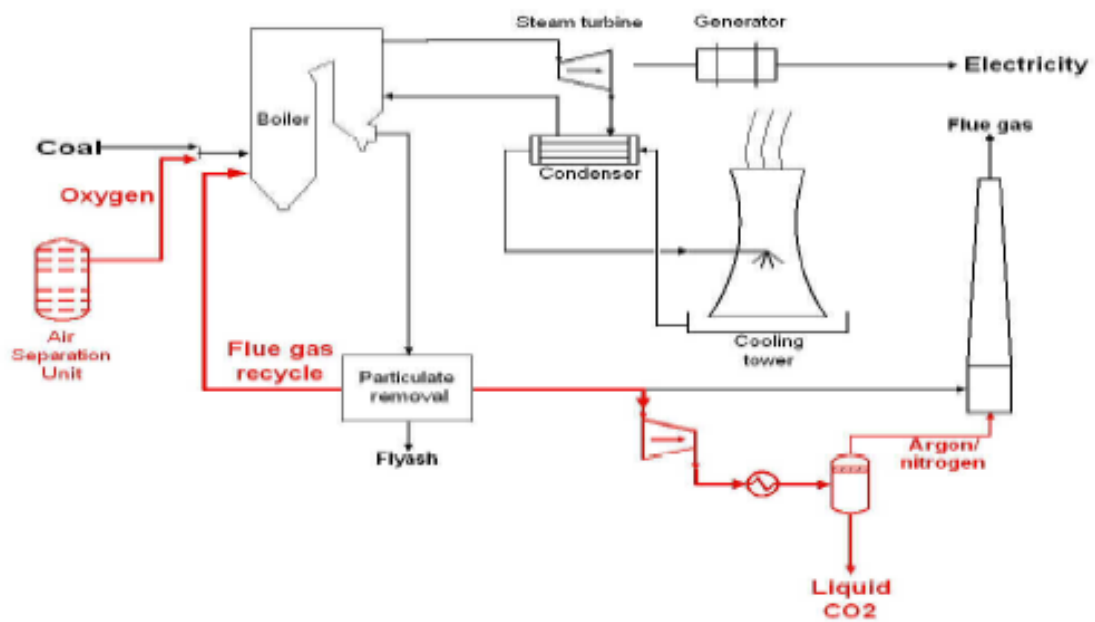 Steam turbine
Generator
Electricity
Boiler
Flue gas
Coal
Condenser
Oxygen
Air
Separation
Unit
Cooling
tower
Flue gas
recycle
Particulate
removal
Flyash
Argon/
nitrogen
Liquid
CO2